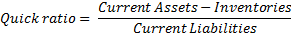 Quick ratio = Current Assets − Inventories
Current Liabilities